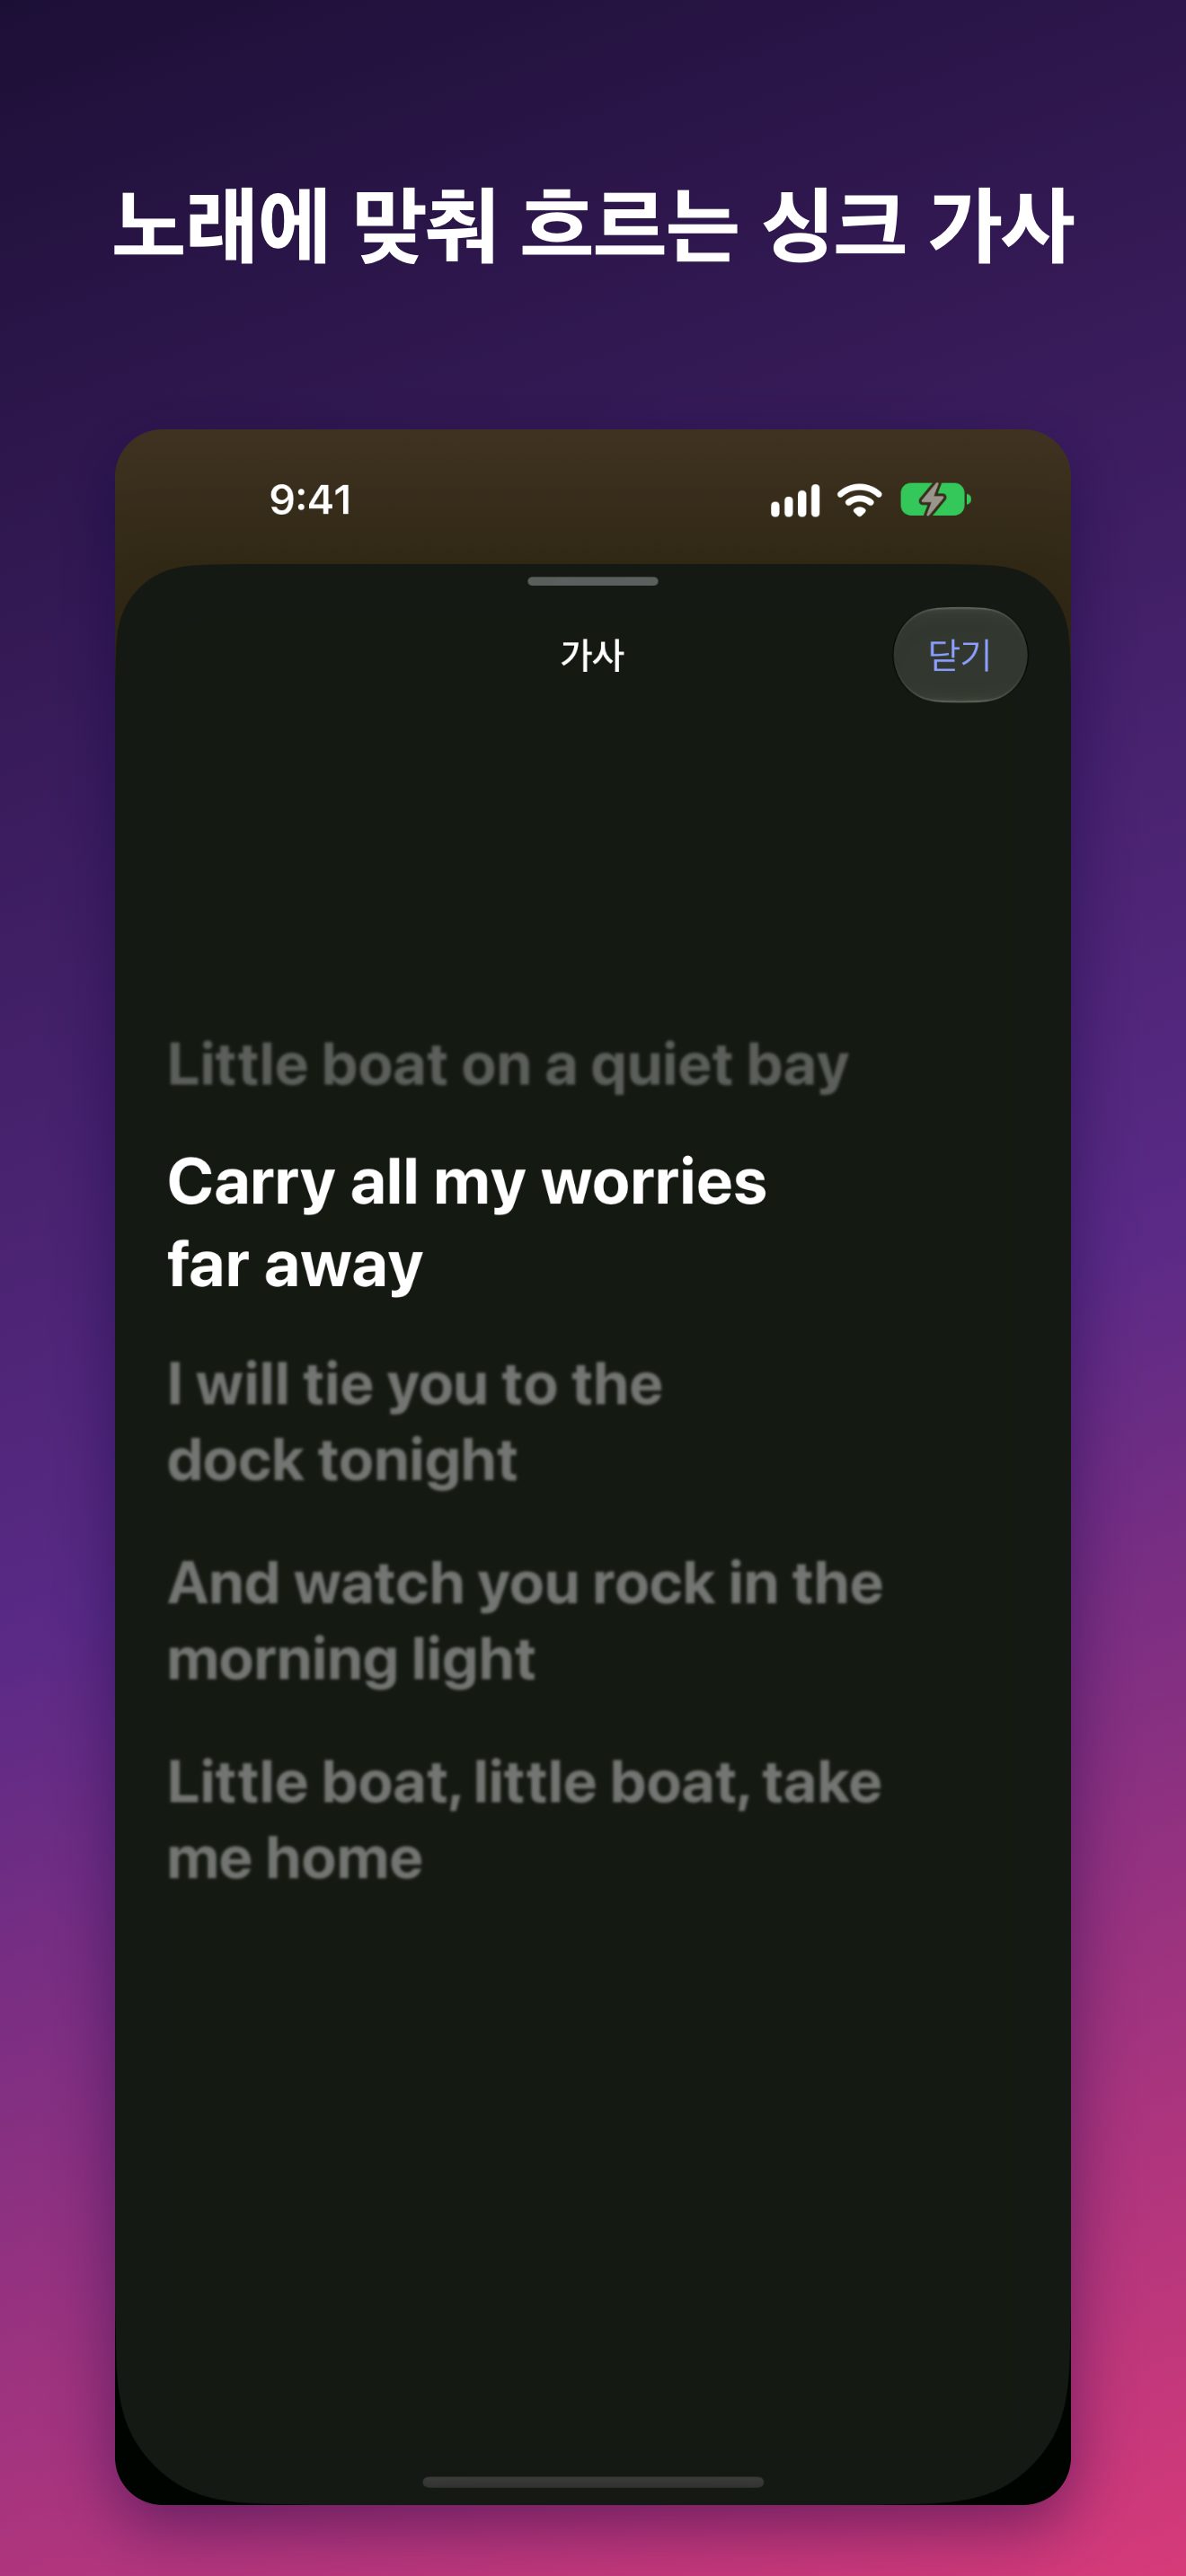 노래에 맞춰 흐르는 싱크 가사
9:41
가사
닫기
Little boat on a quiet bay
Carry all my worries
far away
I will tie you to the
dock tonight
And watch you rock in the
morning light
Little boat, little boat, take
me home